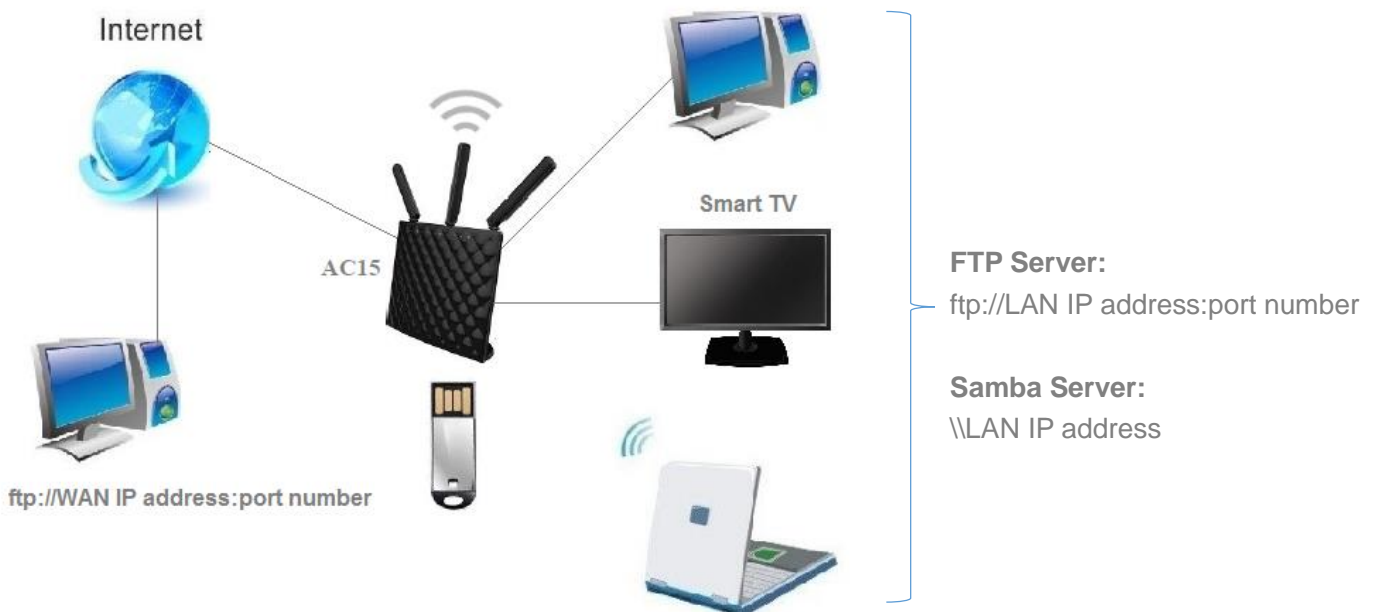 Internet
Smart TV
AC15
FTP Server:
ftp://LAN IP address:port number
Samba Server:
\\LAN IP address
ftp://WAN IP address:port number